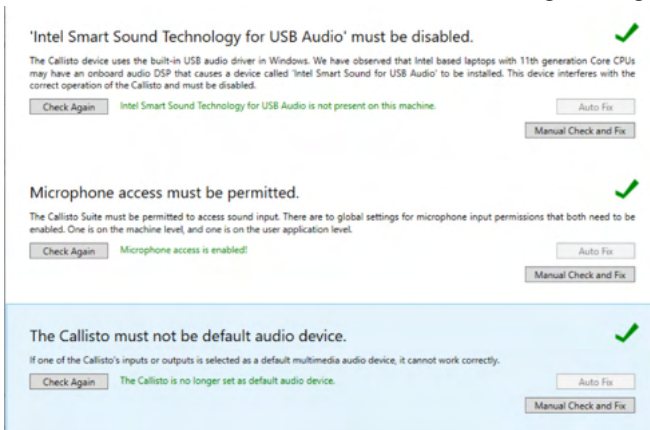 'Intel Smart Sound Technology for USB Audio' must be disabled.
The Callisto device uses the built-in USB audio driver in Windows. We have observed that Intel based laptops with 11th generation Core CPUs
may have an onboard audio DSP that causes a device called 'Intel Smart Sound for USB Audio' to be installed. This device interferes with the
correct operation of the Callisto and must be disabled.
Check Again Intel Smart Sound Technology for USB Audio is not present on this machine. Auto Fix
Manual Check and Fix
Microphone access must be permitted.
The Callisto Suite must be permitted to access sound input. There are to global settings for microphone input permissions that both need to be
enabled. One is on the machine level, and one is on the user application level.
Check Again Microphone access is enabled! Auto Fix
Manual Check and Fix
The Callisto must not be default audio device.
If one of the Callisto's inputs or outputs is selected as a default multimedia audio device, it cannot work correctly.
Check Again The Callisto is no longer set as default audio device. Auto Fix
Manual Check and Fix